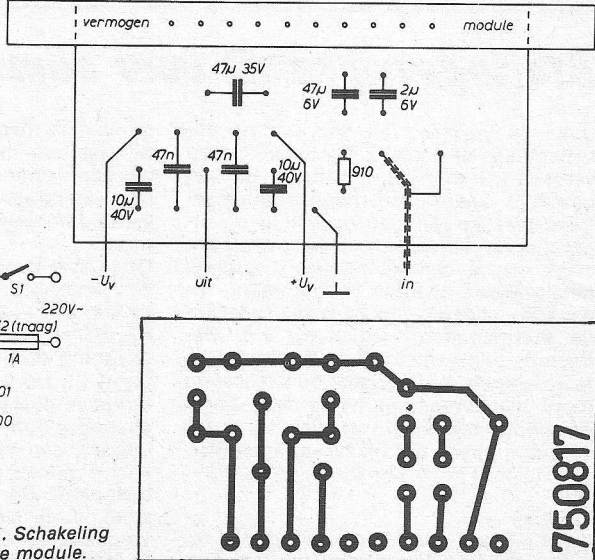 vermogen
module
47µ 35V
47µ
6V
2µ
6V
47n
47n
10µ
40V
10µ
40V
910
-Uv
uit
+Uv
in
S1
220V~
2 (traag)
1A
01
00
750817
. Schakeling
e module.